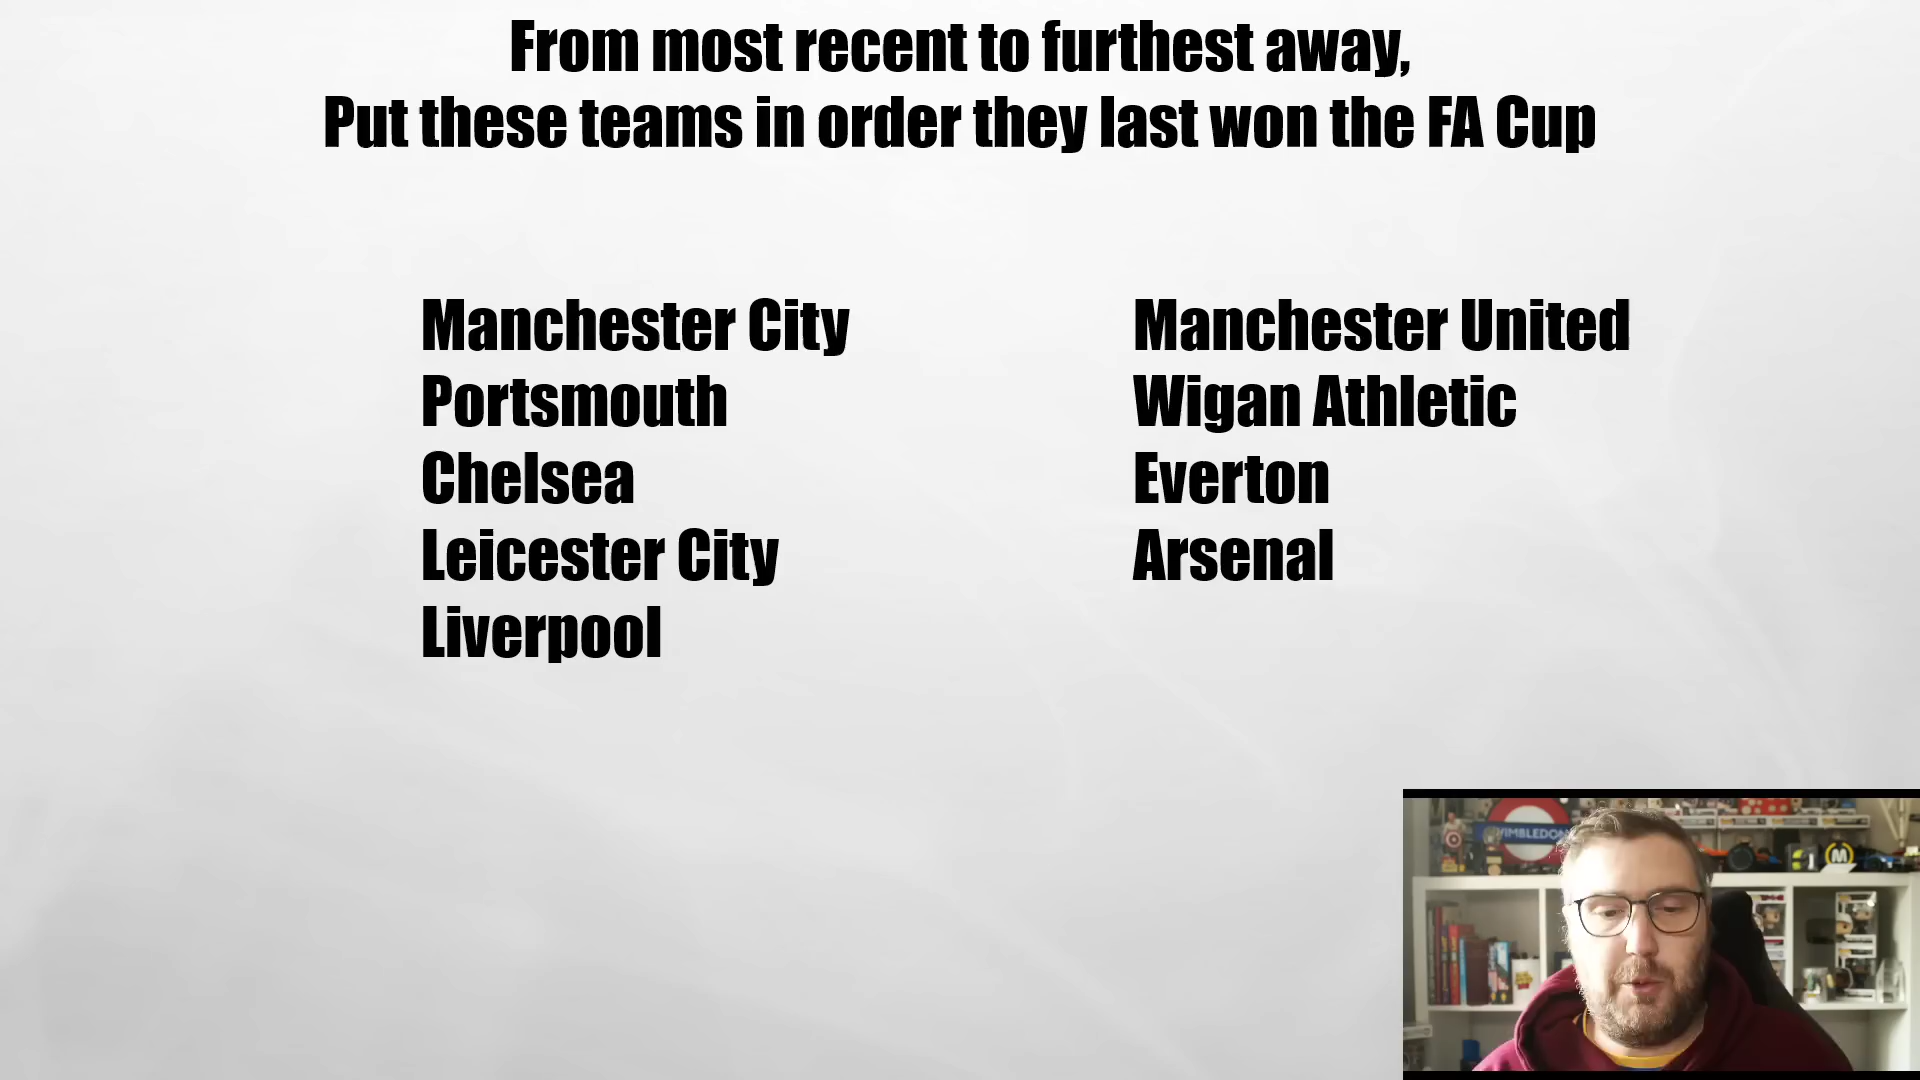 From most recent to furthest away,
Put these teams in order they last won the FA Cup
Manchester City
Portsmouth
Chelsea
Leicester City
Liverpool
Manchester United
Wigan Athletic
Everton
Arsenal
WIMBLEDON
M